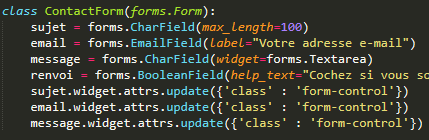 class ContactForm(forms.Form):
sujet = forms.CharField(max_length=100)
email = forms.EmailField(label="Votre adresse e-mail")
message = forms.CharField(widget=forms.Textarea)
renvoi = forms.BooleanField(help_text="Cochez si vous so
sujet.widget.attrs.update({'class' : 'form-control'})
email.widget.attrs.update({'class' : 'form-control'})
message.widget.attrs.update({'class' : 'form-control'})